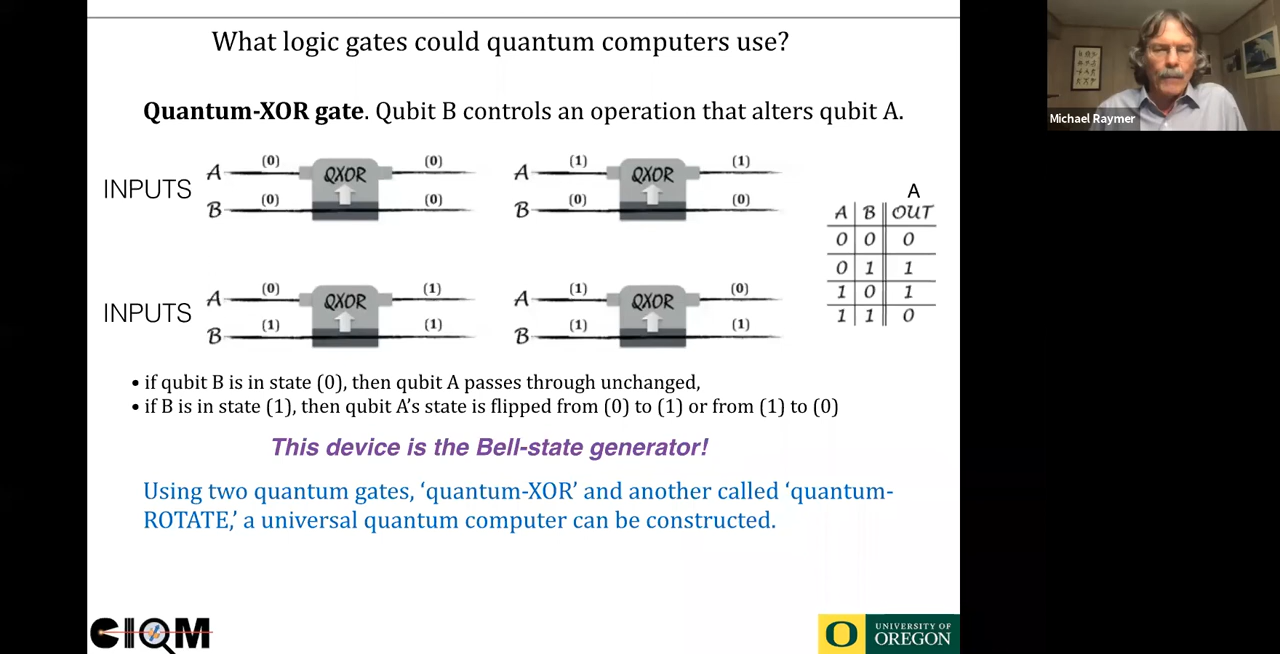 What logic gates could quantum computers use?
Michael Raymer
Quantum-XOR gate. Qubit B controls an operation that alters qubit A.
INPUTS A (0) QXOR (0) A (1) QXOR (1)
B (0) (0) B (0) (0)
INPUTS A (0) QXOR (1) A (1) QXOR (0)
B (1) (1) B (1) (1)
A
A B OUT
0 0 0
0 1 1
1 0 1
1 1 0
• if qubit B is in state (0), then qubit A passes through unchanged,
• if B is in state (1), then qubit A’s state is flipped from (0) to (1) or from (1) to (0)
This device is the Bell-state generator!
Using two quantum gates, ‘quantum-XOR’ and another called ‘quantum-
ROTATE,’ a universal quantum computer can be constructed.
CIQM
O UNIVERSITY OF
OREGON